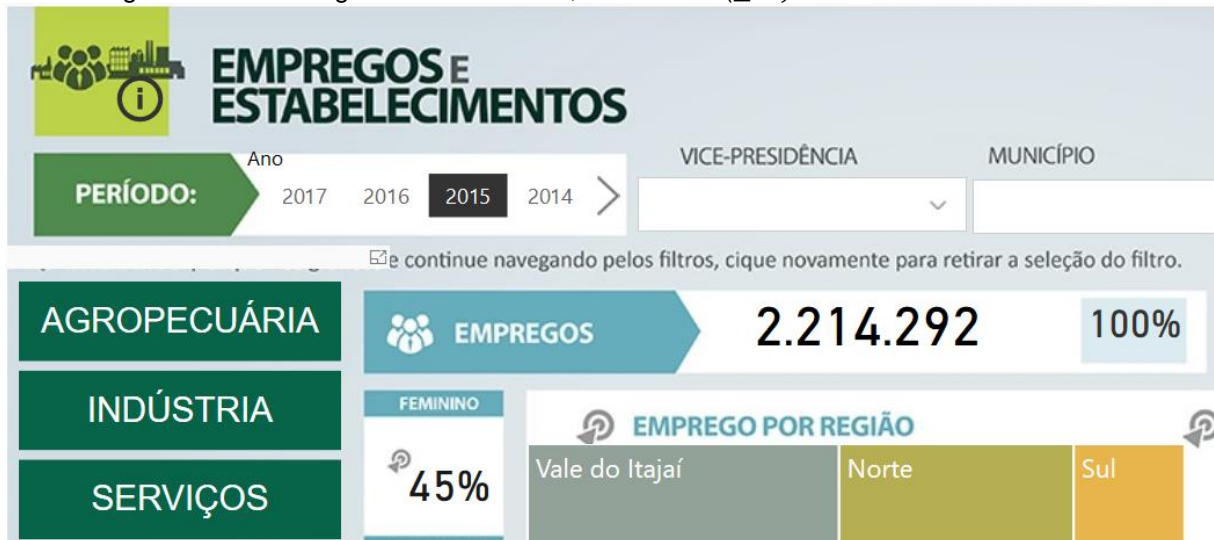 EMPREGOS E
ESTABELECIMENTOS
VICE-PRESIDÊNCIA MUNICÍPIO
Ano
PERÍODO: 2017 2016 2015 2014
e continue navegando pelos filtros, cique novamente para retirar a seleção do filtro.
AGROPECUÁRIA
EMPREGOS 2.214.292 100%
INDÚSTRIA
FEMININO
EMPREGO POR REGIÃO
45%
Vale do Itajaí Norte Sul
SERVIÇOS